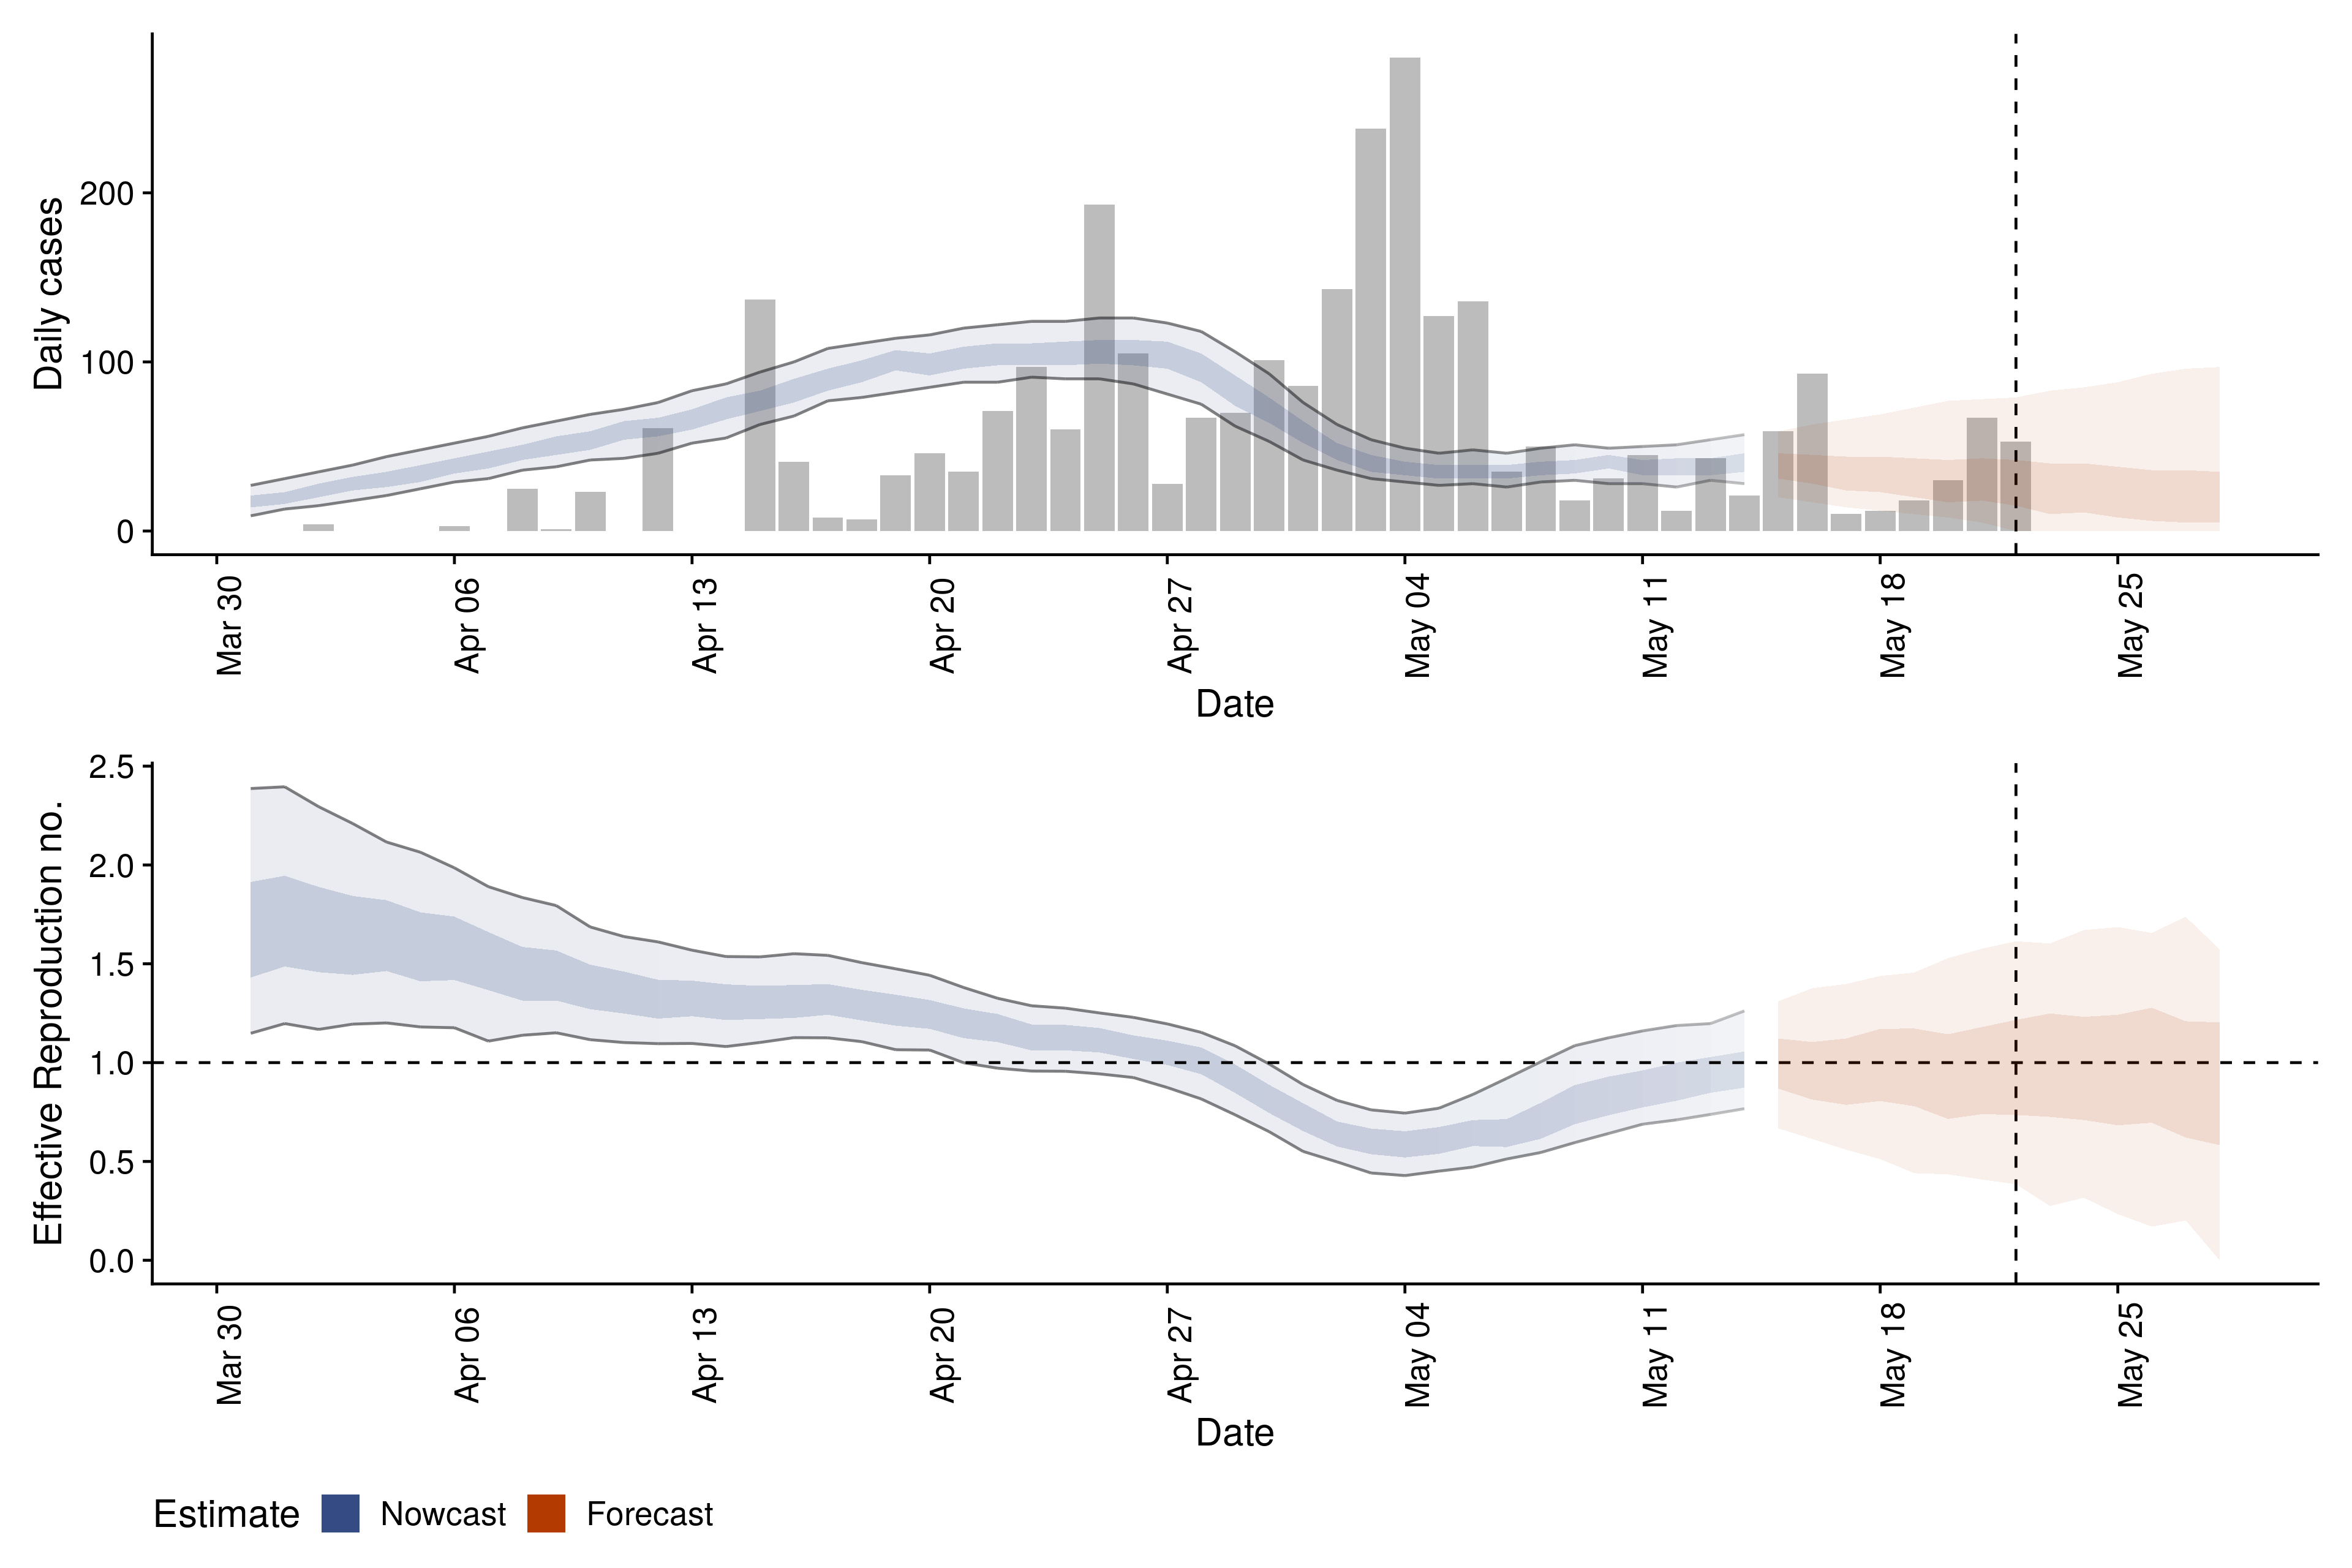 Daily cases
200
100
0
Mar 30
Apr 06
Apr 13
Apr 20
Apr 27
May 04
May 11
May 18
May 25
Date
Effective Reproduction no.
2.5
2.0
1.5
1.0
0.5
0.0
Mar 30
Apr 06
Apr 13
Apr 20
Apr 27
May 04
May 11
May 18
May 25
Date
Estimate Nowcast Forecast